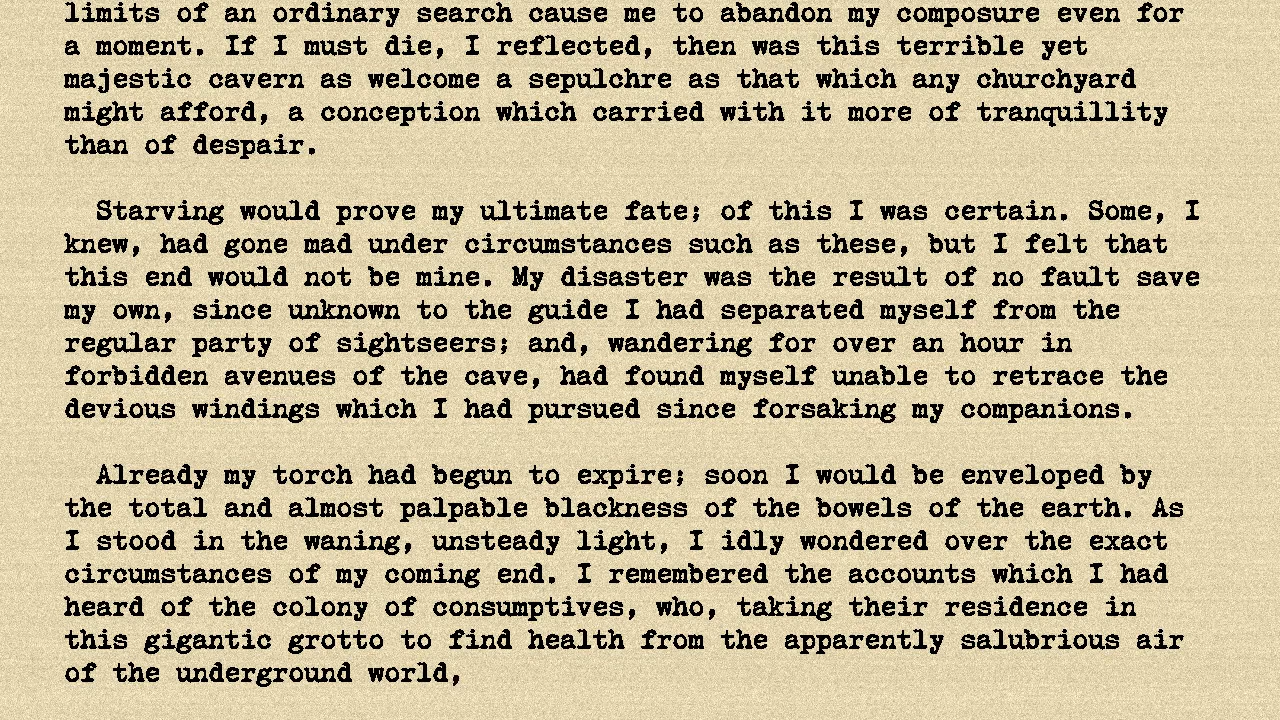 limits of an ordinary search cause me to abandon my composure even for
a moment. If I must die, I reflected, then was this terrible yet
majestic cavern as welcome a sepulchre as that which any churchyard
might afford, a conception which carried with it more of tranquillity
than of despair.
Starving would prove my ultimate fate; of this I was certain. Some, I
knew, had gone mad under circumstances such as these, but I felt that
this end would not be mine. My disaster was the result of no fault save
my own, since unknown to the guide I had separated myself from the
regular party of sightseers; and, wandering for over an hour in
forbidden avenues of the cave, had found myself unable to retrace the
devious windings which I had pursued since forsaking my companions.
Already my torch had begun to expire; soon I would be enveloped by
the total and almost palpable blackness of the bowels of the earth. As
I stood in the waning, unsteady light, I idly wondered over the exact
circumstances of my coming end. I remembered the accounts which I had
heard of the colony of consumptives, who, taking their residence in
this gigantic grotto to find health from the apparently salubrious air
of the underground world,